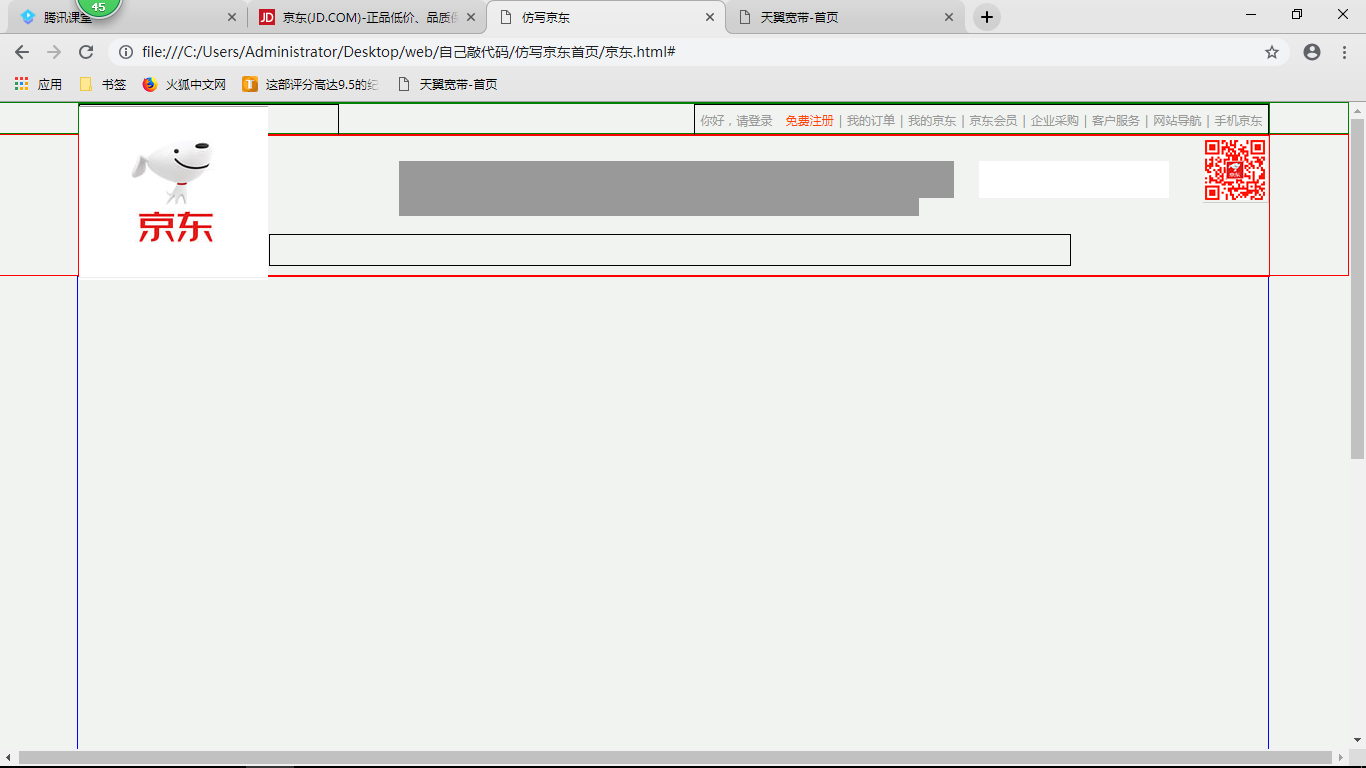 45
腾讯课堂
JD 京东(JD.COM)-正品低价、品质保
仿写京东
天翼宽带-首页
file:///C:/Users/Administrator/Desktop/web/自己敲代码/仿写京东首页/京东.html#
应用 书签 火狐中文网 T 这部评分高达9.5的纪 天翼宽带-首页
你好，请登录 免费注册 | 我的订单 | 我的京东 | 京东会员 | 企业采购 | 客户服务 | 网站导航 | 手机京东
京东